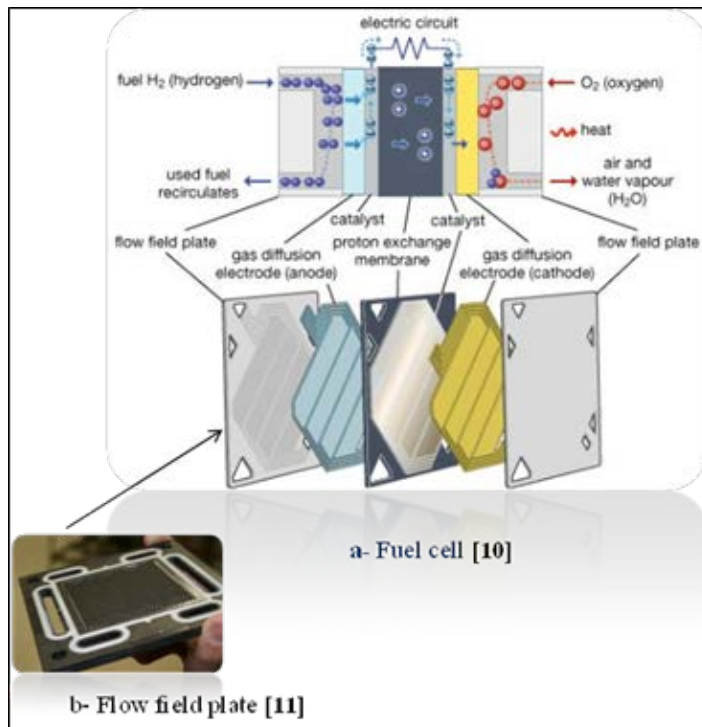 electric circuit
fuel H2 (hydrogen)
O2 (oxygen)
heat
used fuel
recirculates
air and
water vapour
(H2O)
catalyst
catalyst
flow field plate
gas diffusion
electrode (anode)
proton exchange
membrane
gas diffusion
electrode (cathode)
flow field plate
a- Fuel cell [10]
b- Flow field plate [11]